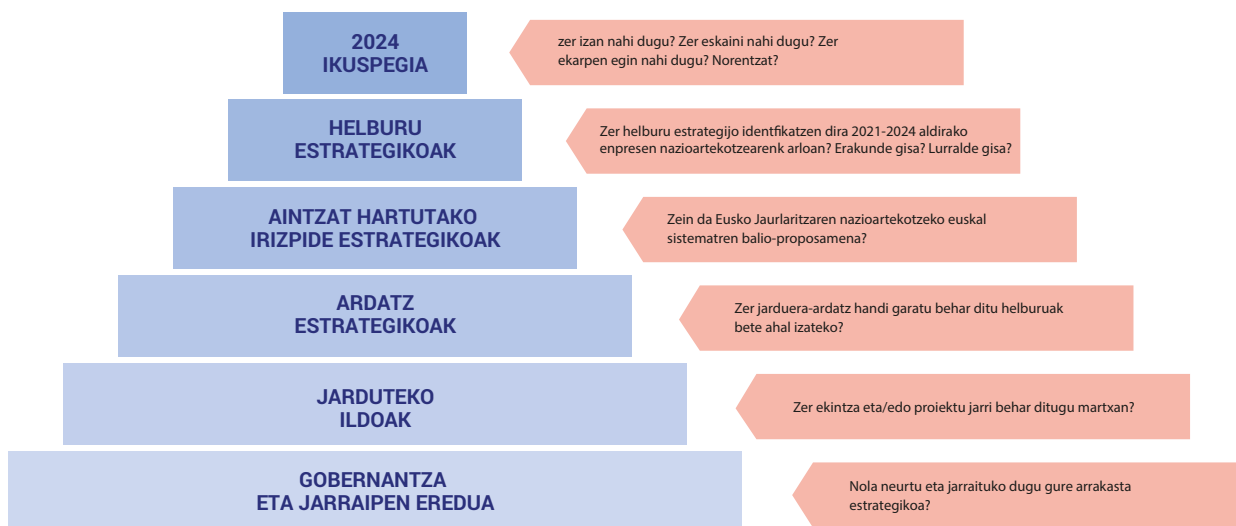 2024
IKUSPEGIA
zer izan nahi dugu? Zer eskaini nahi dugu? Zer
ekarpen egin nahi dugu? Norentzat?
HELBURU
ESTRATEGIKOAK
Zer helburu estrategijo identfikatzen dira 2021-2024 aldirako
enpresen nazioartekotzearenk arloan? Erakunde gisa? Lurralde gisa?
AINTZAT HARTUTAKO
IRIZPIDE ESTRATEGIKOAK
Zein da Eusko Jaurlaritzaren nazioartekotzeko euskal
sistematren balio-proposamena?
ARDATZ
ESTRATEGIKOAK
Zer jarduera-ardatz handi garatu behar ditu helburuak
bete ahal izateko?
JARDUTEKO
ILDOAK
Zer ekintza eta/edo proiektu jarri behar ditugu martxan?
GOBERNANTZA
ETA JARRAIPEN EREDUA
Nola neurtu eta jarraituko dugu gure arrakasta
estrategikoa?